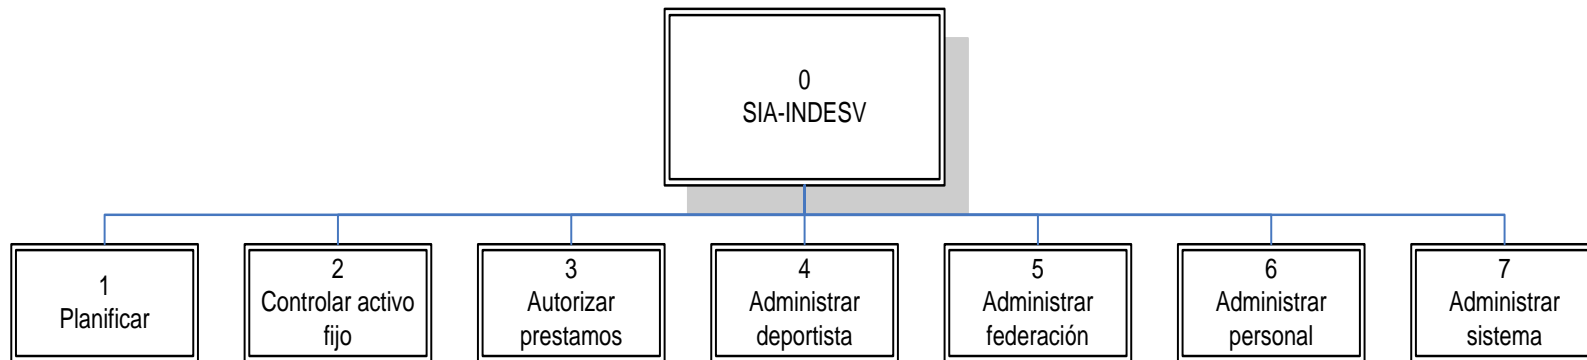 0
SIA-INDESV
1
Planificar
2
Controlar activo
fijo
3
Autorizar
prestamos
4
Administrar
deportista
5
Administrar
federación
6
Administrar
personal
7
Administrar
sistema